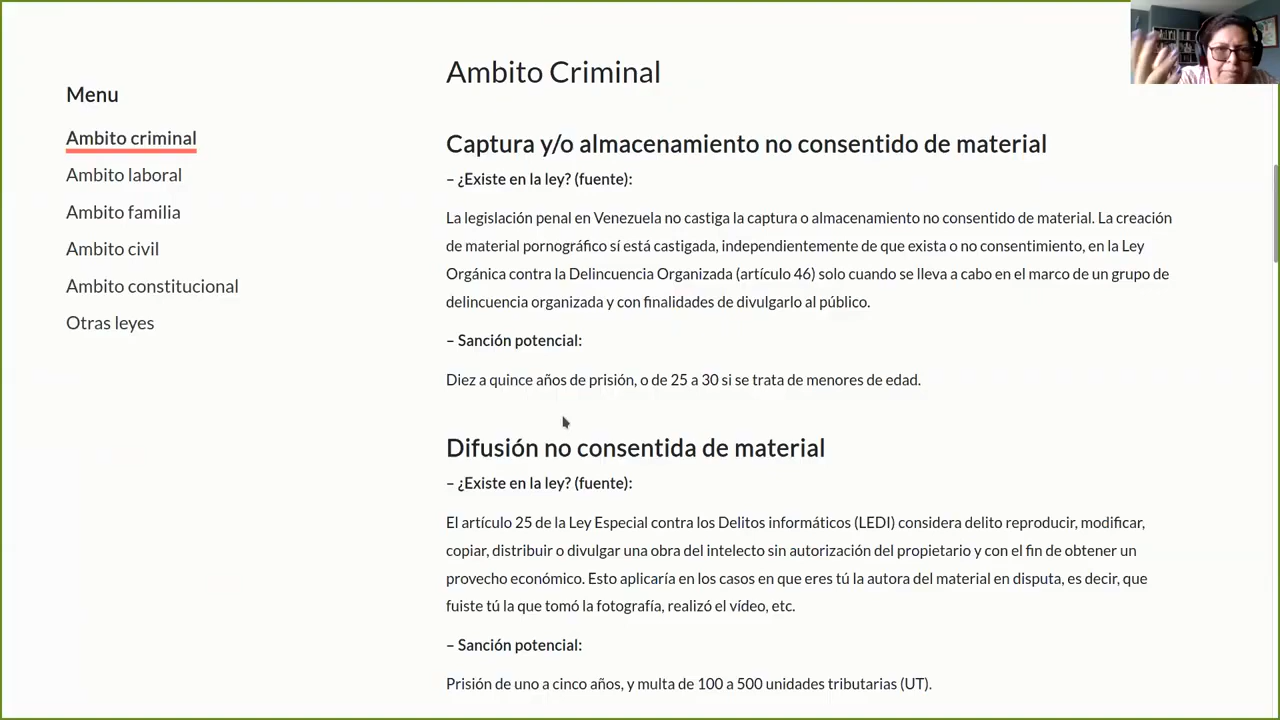 Menu
Ambito criminal
Ambito laboral
Ambito familia
Ambito civil
Ambito constitucional
Otras leyes
Ambito Criminal
Captura y/o almacenamiento no consentido de material
– ¿Existe en la ley? (fuente):
La legislación penal en Venezuela no castiga la captura o almacenamiento no consentido de material. La creación
de material pornográfico sí está castigada, independientemente de que exista o no consentimiento, en la Ley
Orgánica contra la Delincuencia Organizada (artículo 46) solo cuando se lleva a cabo en el marco de un grupo de
delincuencia organizada y con finalidades de divulgarlo al público.
– Sanción potencial:
Diez a quince años de prisión, o de 25 a 30 si se trata de menores de edad.
Difusión no consentida de material
– ¿Existe en la ley? (fuente):
El artículo 25 de la Ley Especial contra los Delitos informáticos (LEDI) considera delito reproducir, modificar,
copiar, distribuir o divulgar una obra del intelecto sin autorización del propietario y con el fin de obtener un
provecho económico. Esto aplicaría en los casos en que eres tú la autora del material en disputa, es decir, que
fuiste tú la que tomó la fotografía, realizó el vídeo, etc.
– Sanción potencial:
Prisión de uno a cinco años, y multa de 100 a 500 unidades tributarias (UT).